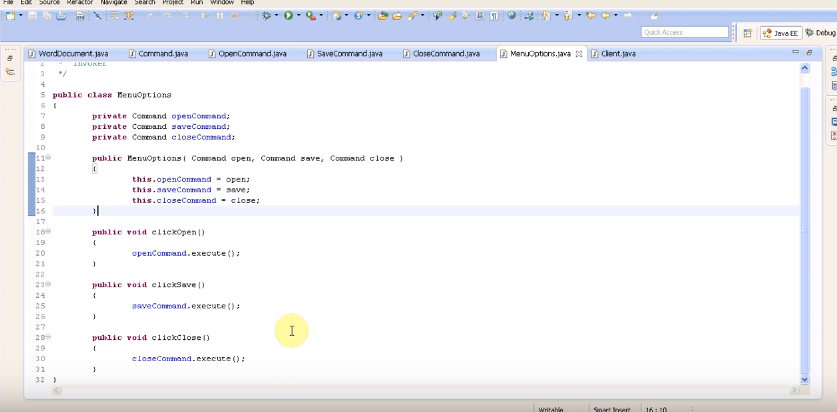 File Edit Source Refactor Navigate Search Project Run Window Help
Quick Access
Java EE
Debug
WordDocument.java
Command.java
OpenCommand.java
SaveCommand.java
CloseCommand.java
MenuOptions.java
Client.java
2 * Invoker
3 */
4
5 public class MenuOptions
6 {
7 private Command openCommand;
8 private Command saveCommand;
9 private Command closeCommand;
10
11 public MenuOptions( Command open, Command save, Command close )
12 {
13 this.openCommand = open;
14 this.saveCommand = save;
15 this.closeCommand = close;
16 }
17
18 public void clickOpen()
19 {
20 openCommand.execute();
21 }
22
23 public void clickSave()
24 {
25 saveCommand.execute();
26 }
27
28 public void clickClose()
29 {
30 closeCommand.execute();
31 }
32 }
Writable
Smart Insert
16 : 10